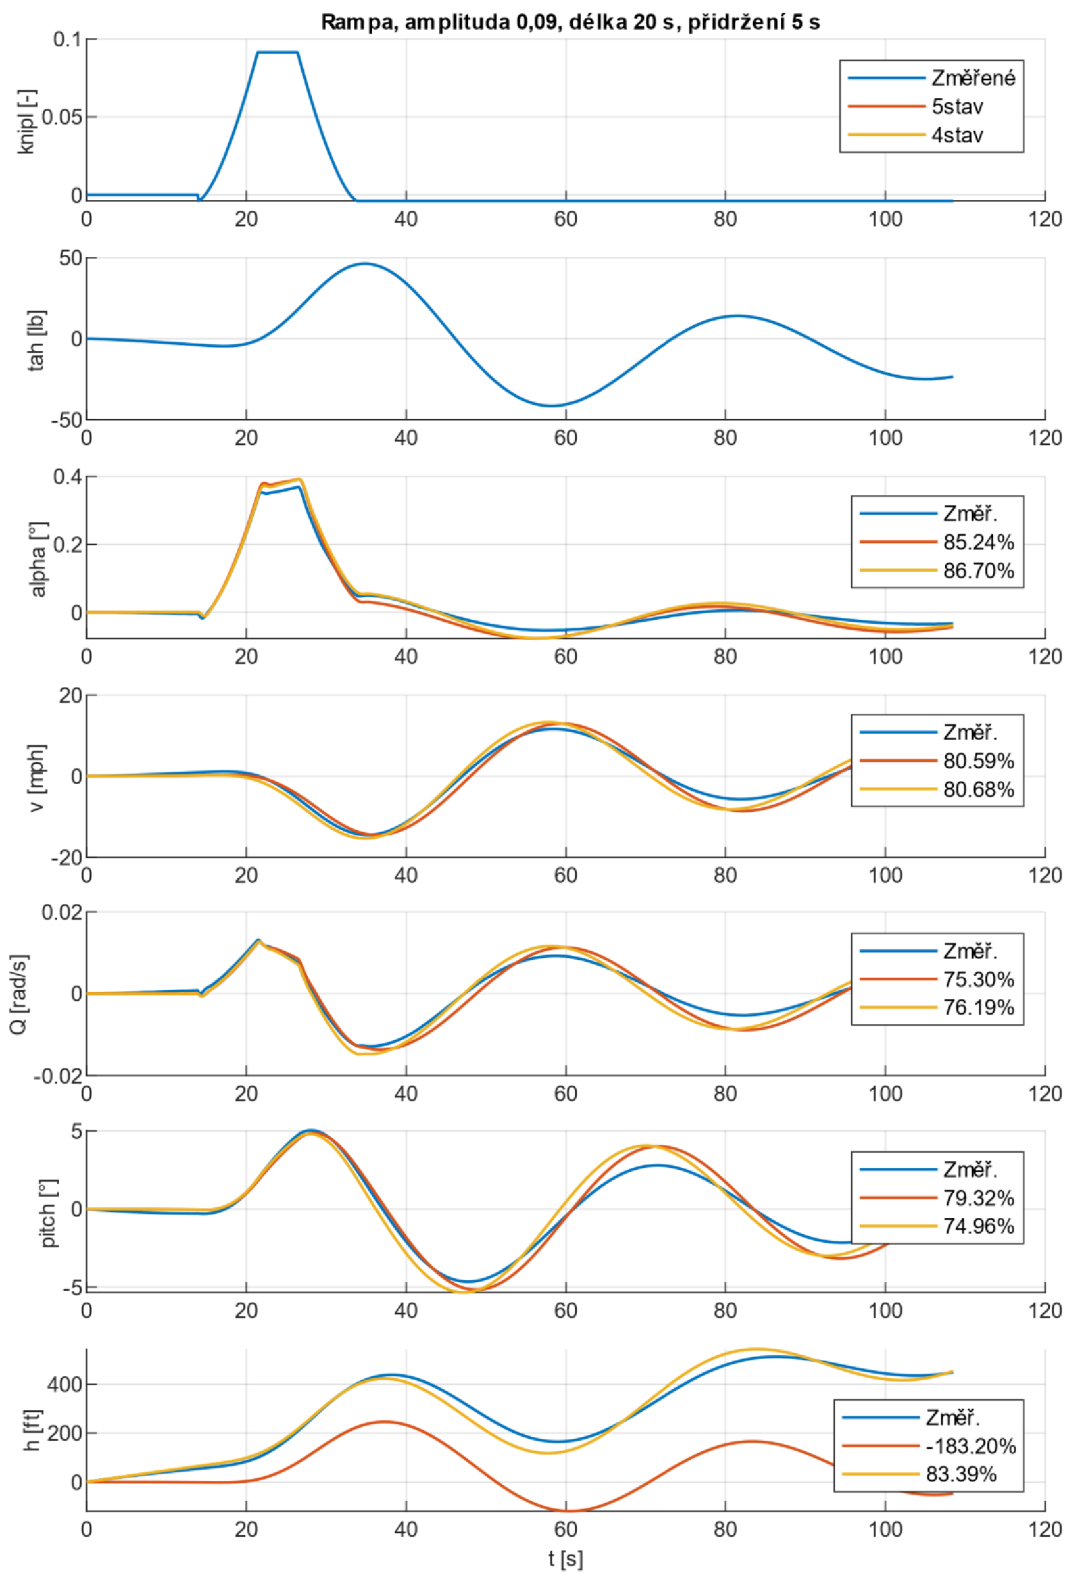 Rampa, amplituda 0,09, délka 20 s, přidržení 5 s
0.1
0.05
0
knipl [-]
Změřené
5stav
4stav
0 20 40 60 80 100 120
50
0
-50
tah [lb]
0 20 40 60 80 100 120
0.4
0.2
0
alpha [°]
Změř.
85.24%
86.70%
0 20 40 60 80 100 120
20
0
-20
v [mph]
Změř.
80.59%
80.68%
0 20 40 60 80 100 120
0.02
0
-0.02
Q [rad/s]
Změř.
75.30%
76.19%
0 20 40 60 80 100 120
5
0
-5
pitch [°]
Změř.
79.32%
74.96%
0 20 40 60 80 100 120
400
200
0
h [ft]
Změř.
-183.20%
83.39%
0 20 40 60 80 100 120
t [s]